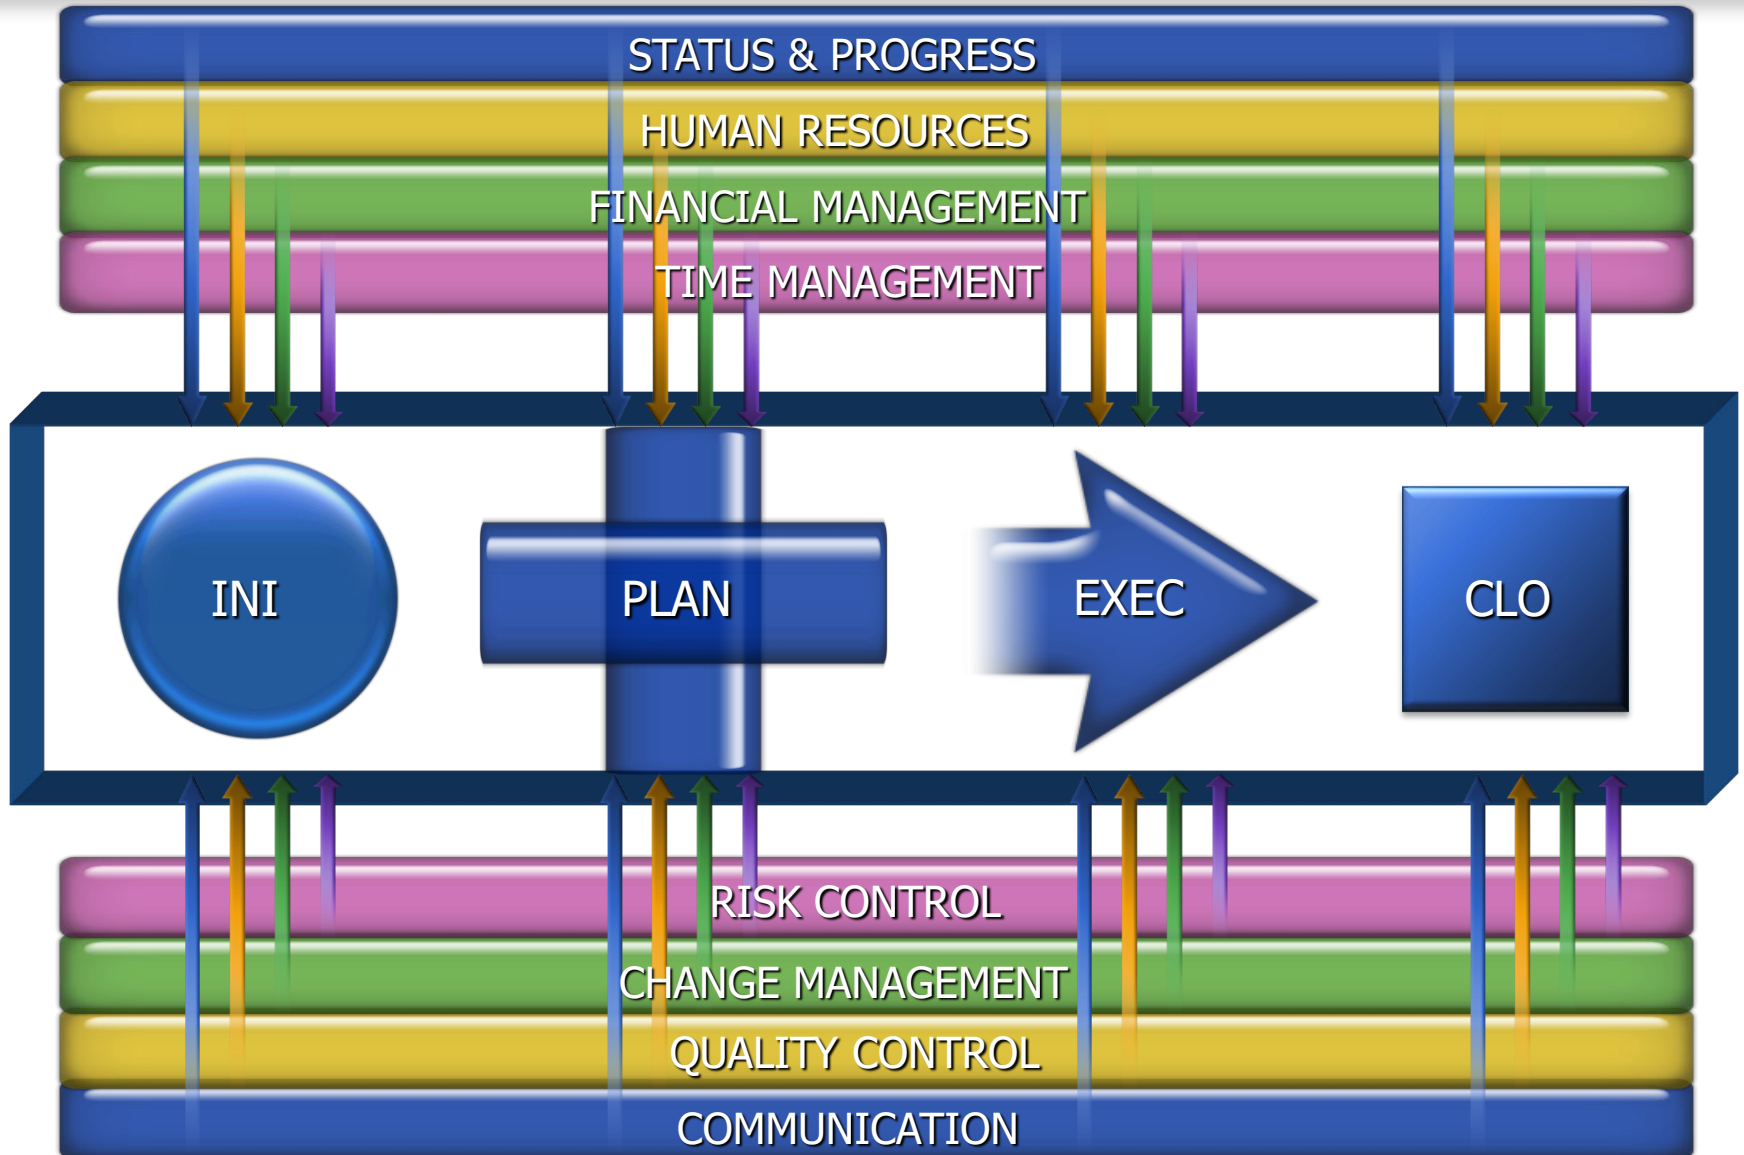 STATUS & PROGRESS
HUMAN RESOURCES
FINANCIAL MANAGEMENT
TIME MANAGEMENT
INI
PLAN
EXEC
CLO
RISK CONTROL
CHANGE MANAGEMENT
QUALITY CONTROL
COMMUNICATION